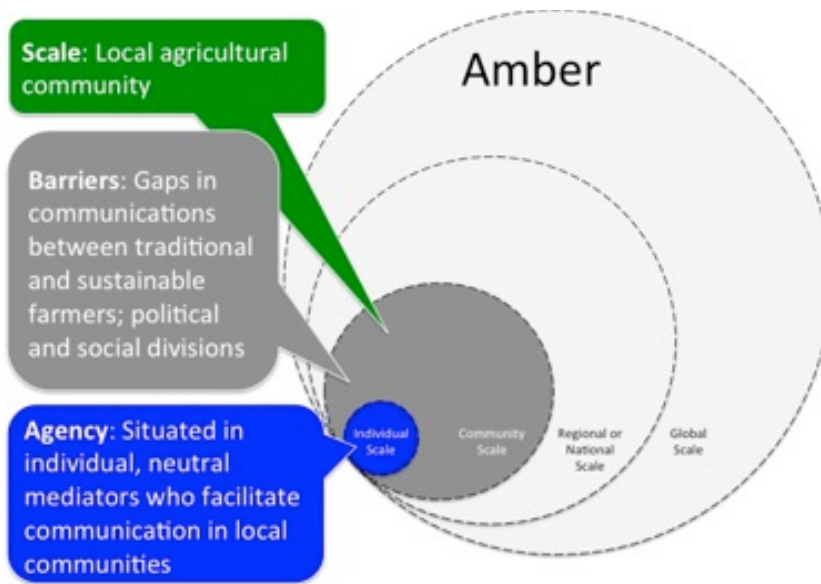 Scale: Local agricultural
community
Amber
Barriers: Gaps in
communications
between traditional
and sustainable
farmers; political
and social divisions
Agency: Situated in
individual, neutral
mediators who facilitate
communication in local
communities
Individual
Scale
Community
Scale
Regional or
National
Scale
Global
Scale